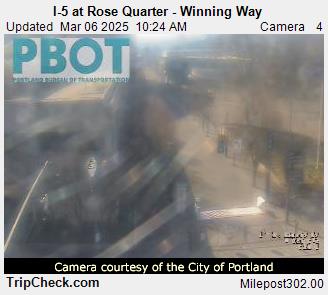 I-5 at Rose Quarter - Winning Way
Updated Mar 06 2025 10:24 AM Camera 4
PBOT
PORTLAND BUREAU OF TRANSPORTATION
Camera courtesy of the City of Portland
TripCheck.com Milepost302.00